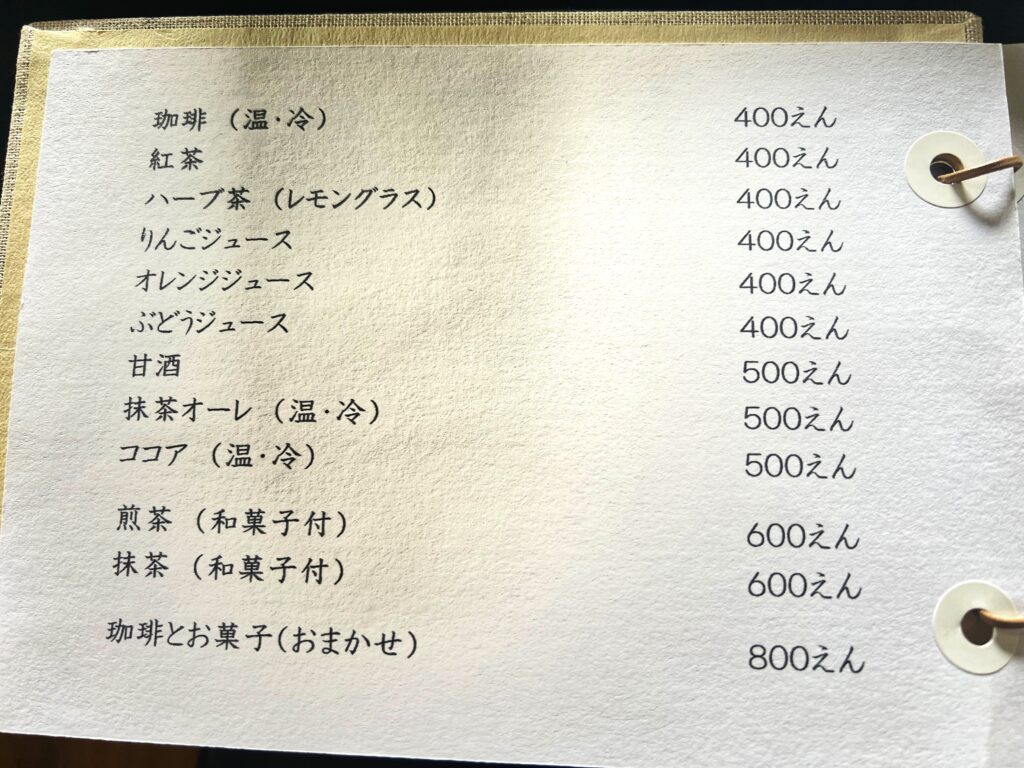 珈琲（温・冷） 400えん
紅茶 400えん
ハーブ茶（レモングラス） 400えん
りんごジュース 400えん
オレンジジュース 400えん
ぶどうジュース 400えん
甘酒 500えん
抹茶オーレ（温・冷） 500えん
ココア（温・冷） 500えん
煎茶（和菓子付） 600えん
抹茶（和菓子付） 600えん
珈琲とお菓子(おまかせ) 800えん